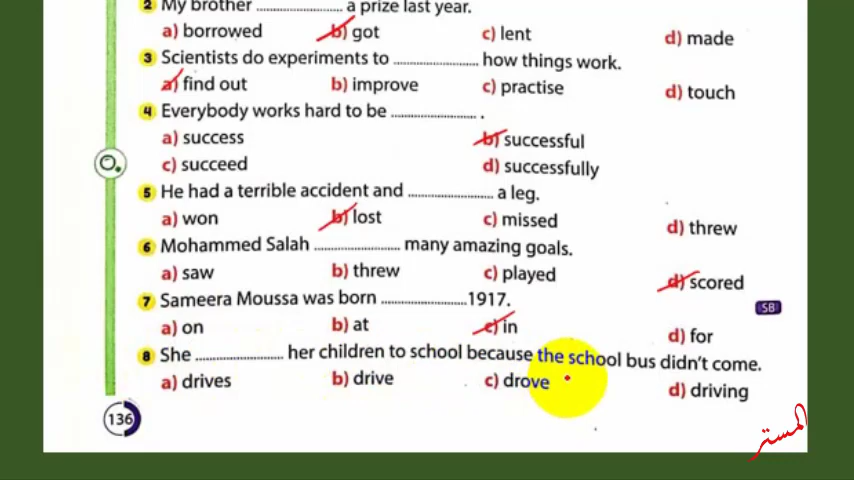 2 My brother ........................ a prize last year.
a) borrowed b) got c) lent d) made
3 Scientists do experiments to ........................ how things work.
a) find out b) improve c) practise d) touch
4 Everybody works hard to be ........................ .
a) success b) successful
c) succeed d) successfully
5 He had a terrible accident and ........................ a leg.
a) won b) lost c) missed d) threw
6 Mohammed Salah ........................ many amazing goals.
a) saw b) threw c) played d) scored
7 Sameera Moussa was born ........................ 1917.
SB
a) on b) at c) in d) for
8 She ........................ her children to school because the school bus didn't come.
a) drives b) drive c) drove d) driving
136
المستر